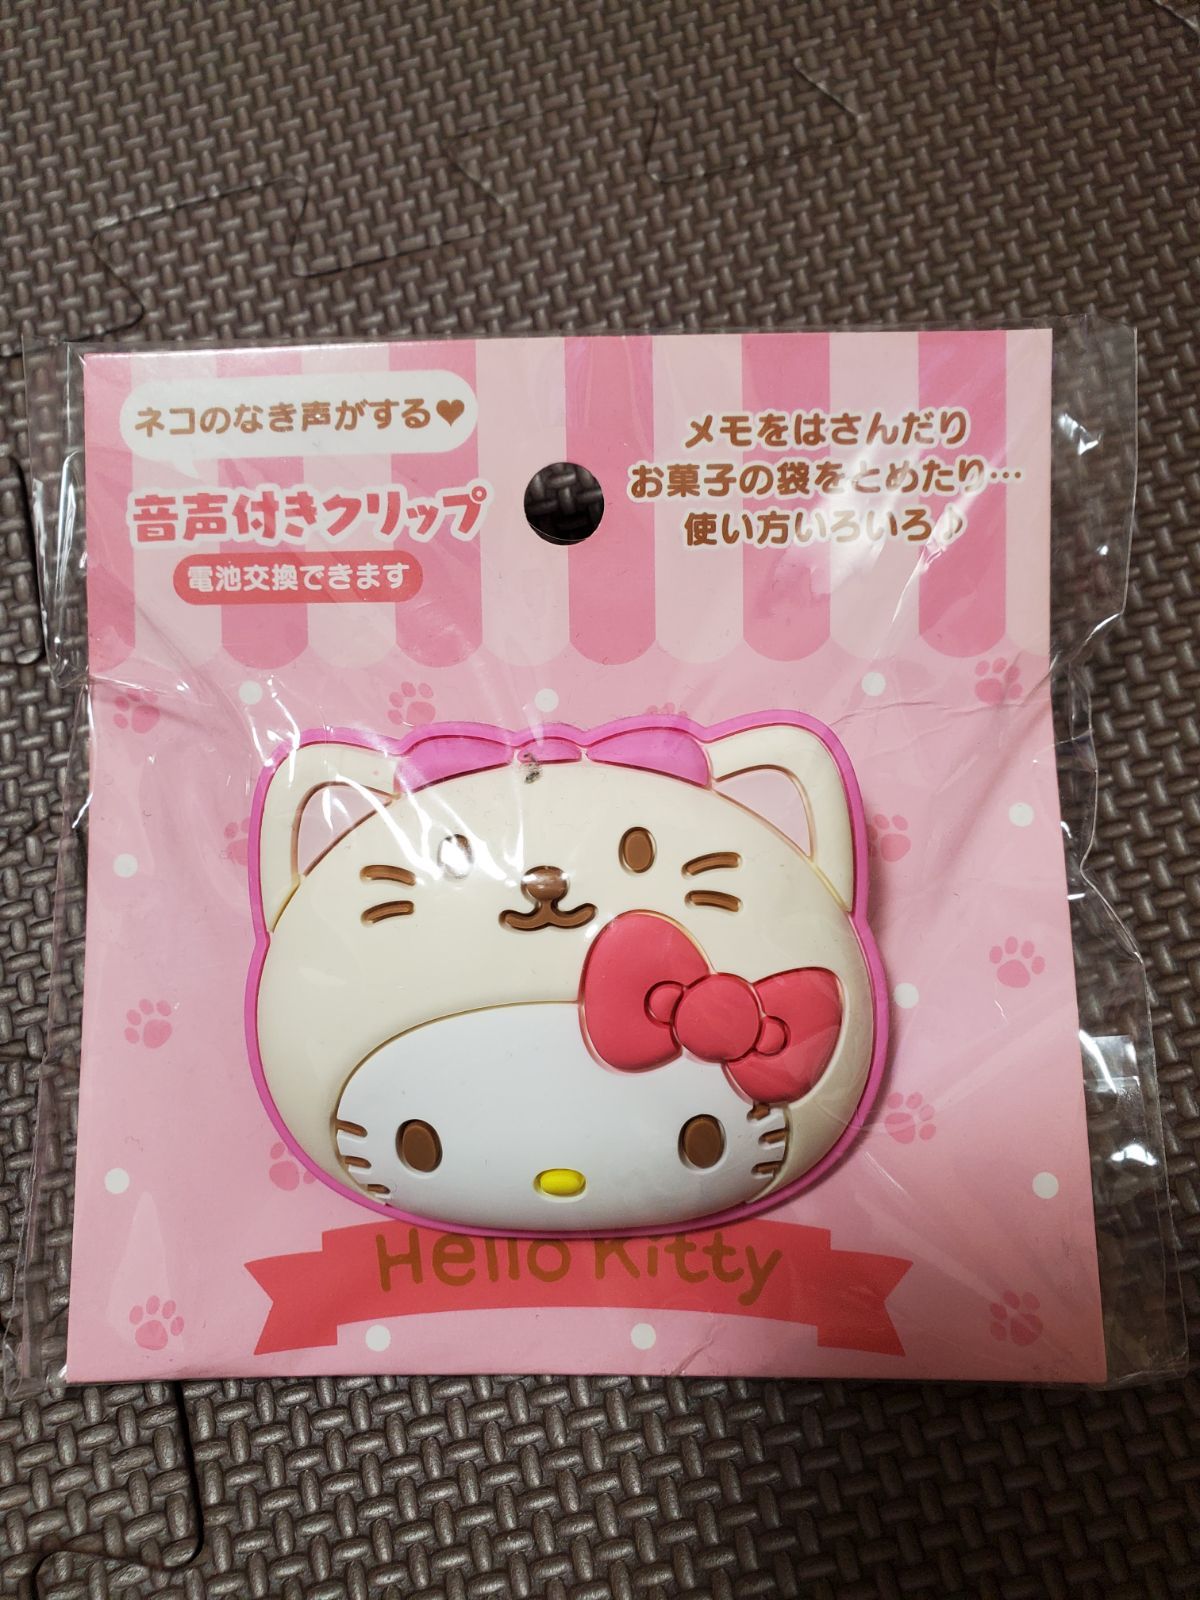 ネコのなき声がする♥
音声付きクリップ
電池交換できます
メモをはさんだり
お菓子の袋をとめたり…
使い方いろいろ♪
Hello Kitty